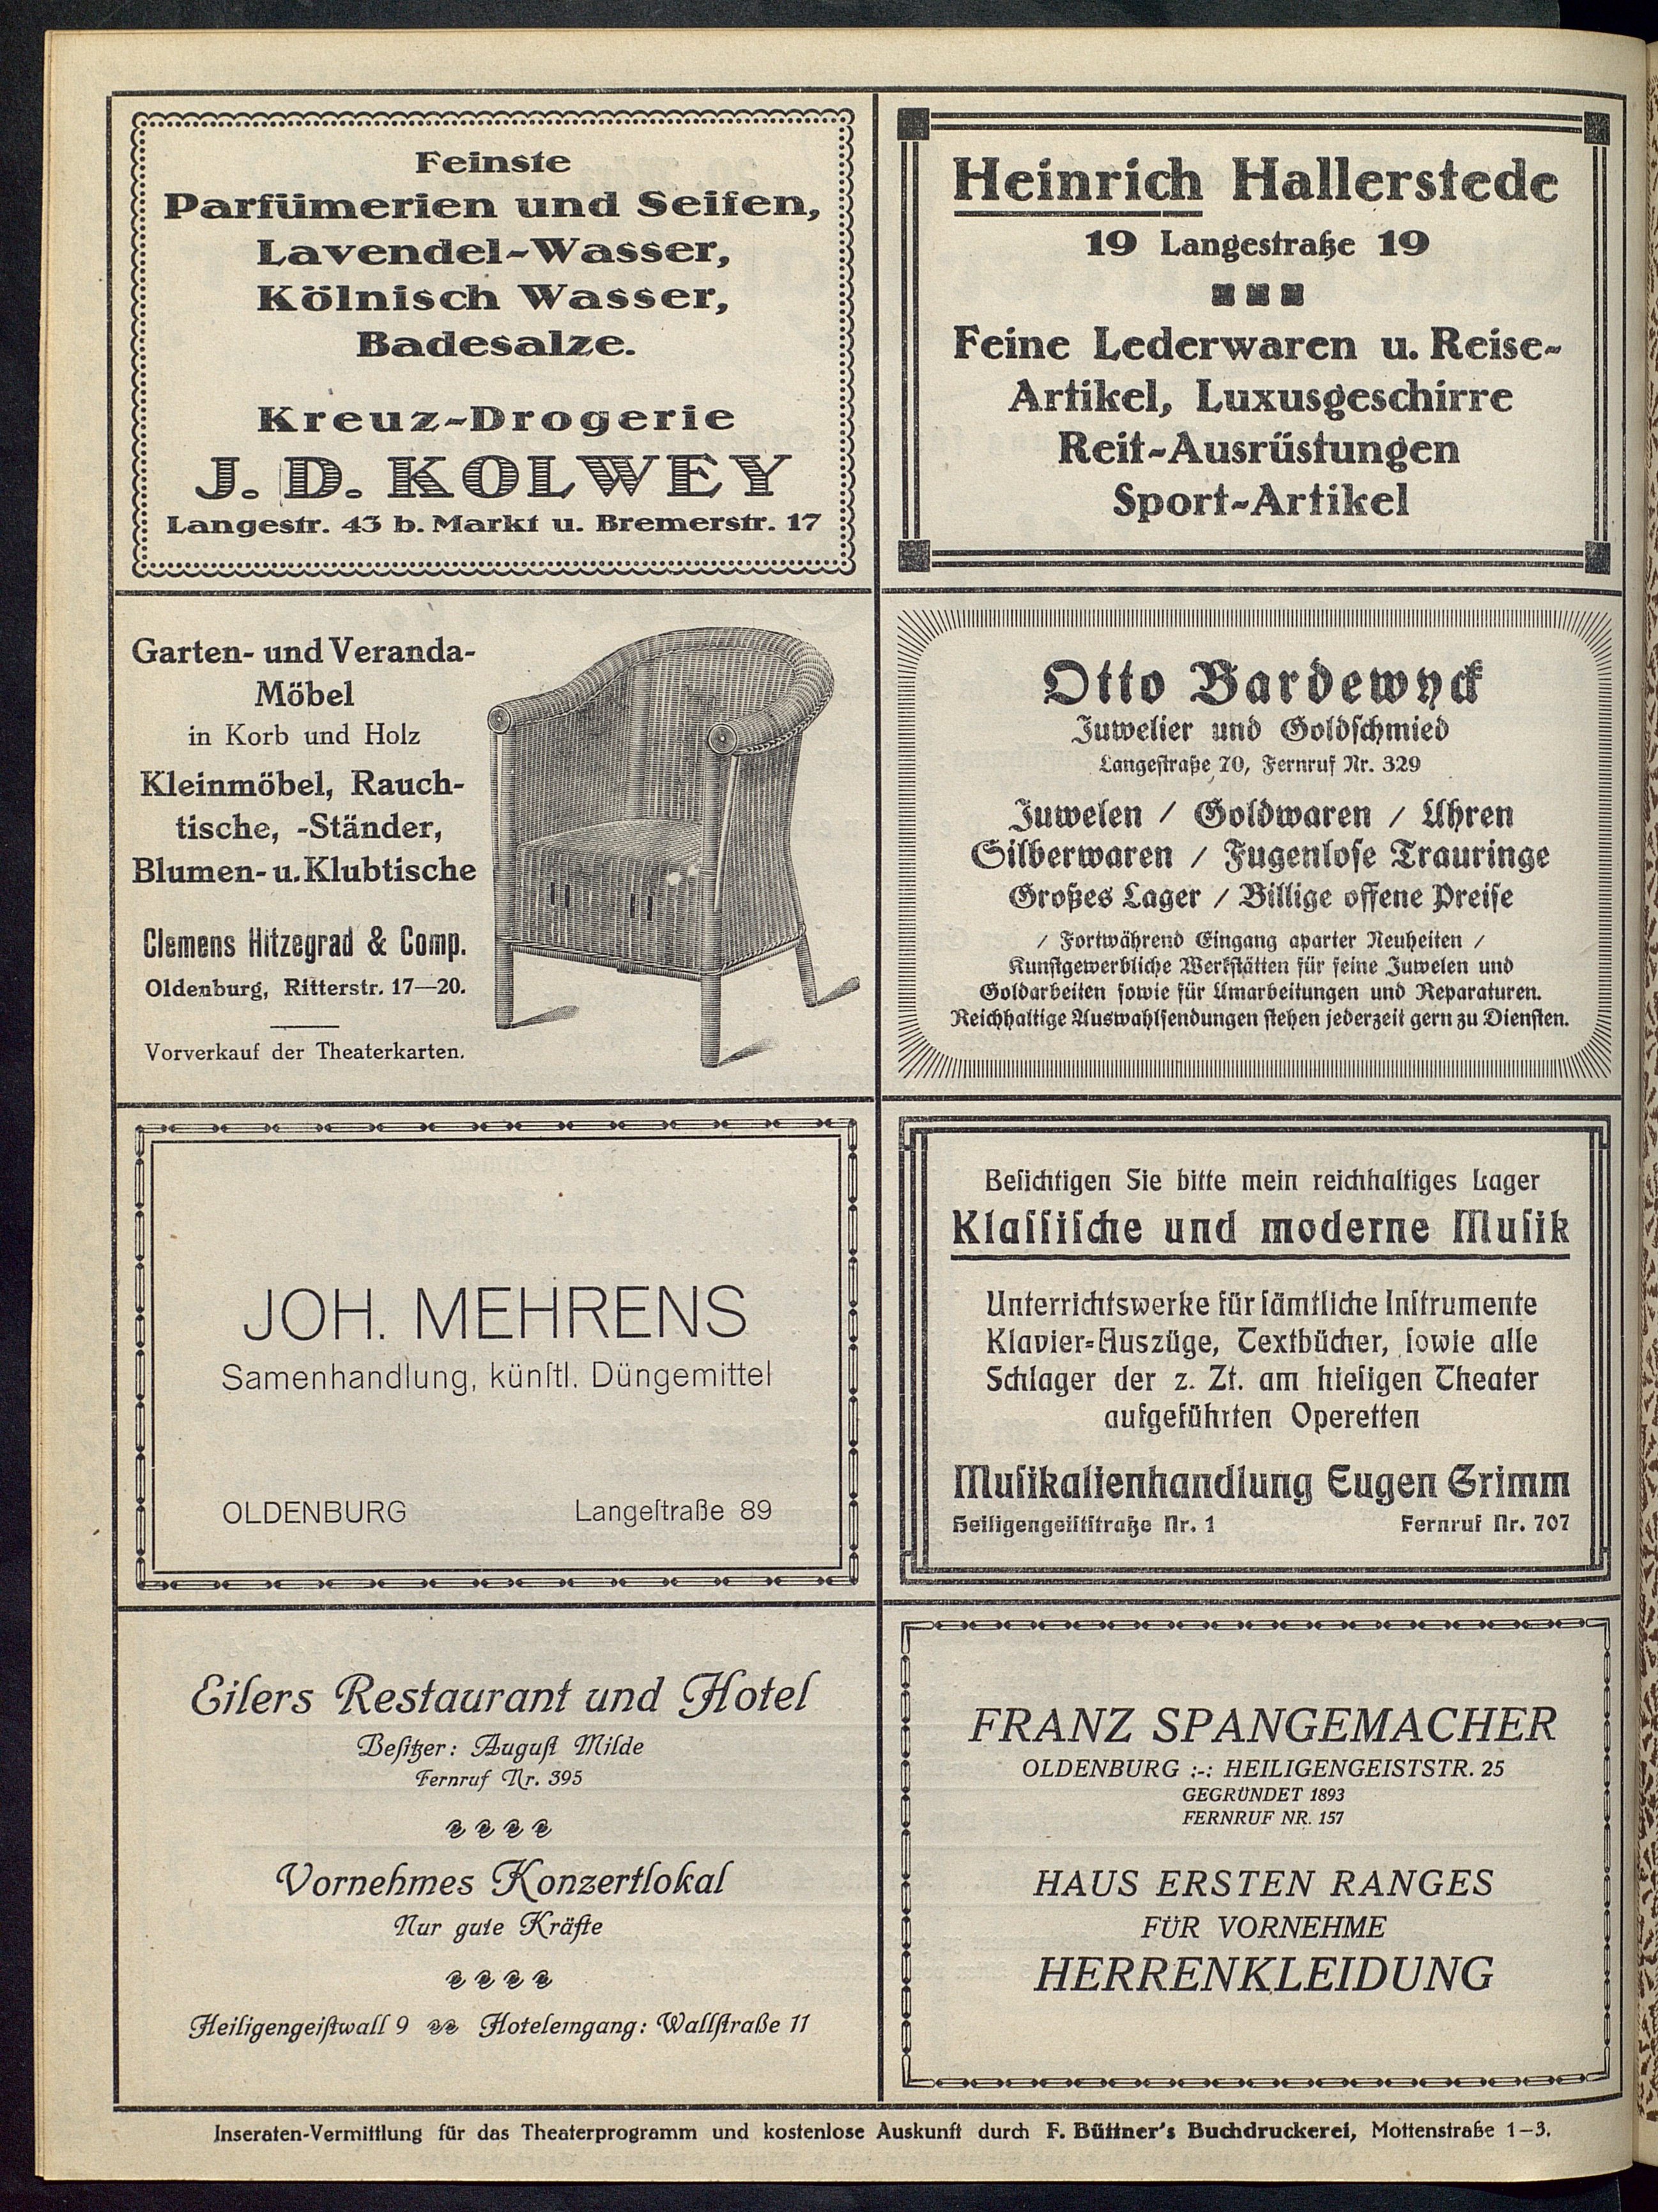 Feinste
Parfümerien und Seifen,
Lavendel-Wasser,
Kölnisch Wasser,
Badesalze.
Kreuz-Drogerie
J. D. KOLWEY
Langestr. 43 b. Markt u. Bremerstr. 17
Heinrich Hallerstede
19 Langestraße 19
Feine Lederwaren u. Reise-
Artikel, Luxusgeschirre
Reit-Ausrüstungen
Sport-Artikel
Garten- und Veranda-
Möbel
in Korb und Holz
Kleinmöbel, Rauch-
tische, -Ständer,
Blumen- u. Klubtische
Clemens Hitzegrad & Comp.
Oldenburg, Ritterstr. 17—20.
Vorverkauf der Theaterkarten.
Otto Bardewyck
Juwelier und Goldſchmied
Langeſtraße 70, Fernruf Nr. 329
Juwelen / Goldwaren / Uhren
Silberwaren / Fugenloſe Trauringe
Großes Lager / Billige offene Preiſe
/ Fortwährend Eingang aparter Neuheiten /
Kunſtgewerbliche Werkſtätten für feine Juwelen und
Goldarbeiten ſowie für Umarbeitungen und Reparaturen.
Reichhaltige Auswahlſendungen ſtehen jederzeit gern zu Dienſten.
JOH. MEHRENS
Samenhandlung, künſtl. Düngemittel
OLDENBURG Langeſtraße 89
Beſichtigen Sie bitte mein reichhaltiges Lager
Klaſſiſche und moderne Muſik
Unterrichtswerke für ſämtliche Inſtrumente
Klavier-Auszüge, Textbücher, ſowie alle
Schlager der z. Zt. am hieſigen Theater
aufgeführten Operetten
Muſikalienhandlung Eugen Grimm
Heiligengeiſtſtraße Nr. 1 Fernruf Nr. 707
Eilers Restaurant und Hotel
Beſitzer: Auguſt Milde
Fernruf Nr. 395
Vornehmes Konzertlokal
Nur gute Kräfte
Heiligengeiſtwall 9 Hoteleingang: Wallſtraße 11
FRANZ SPANGEMACHER
OLDENBURG :-: HEILIGENGEISTSTR. 25
GEGRÜNDET 1893
FERNRUF NR. 157
HAUS ERSTEN RANGES
FÜR VORNEHME
HERRENKLEIDUNG
Inseraten-Vermittlung für das Theaterprogramm und kostenlose Auskunft durch F. Büttner's Buchdruckerei, Mottenstraße 1–3.